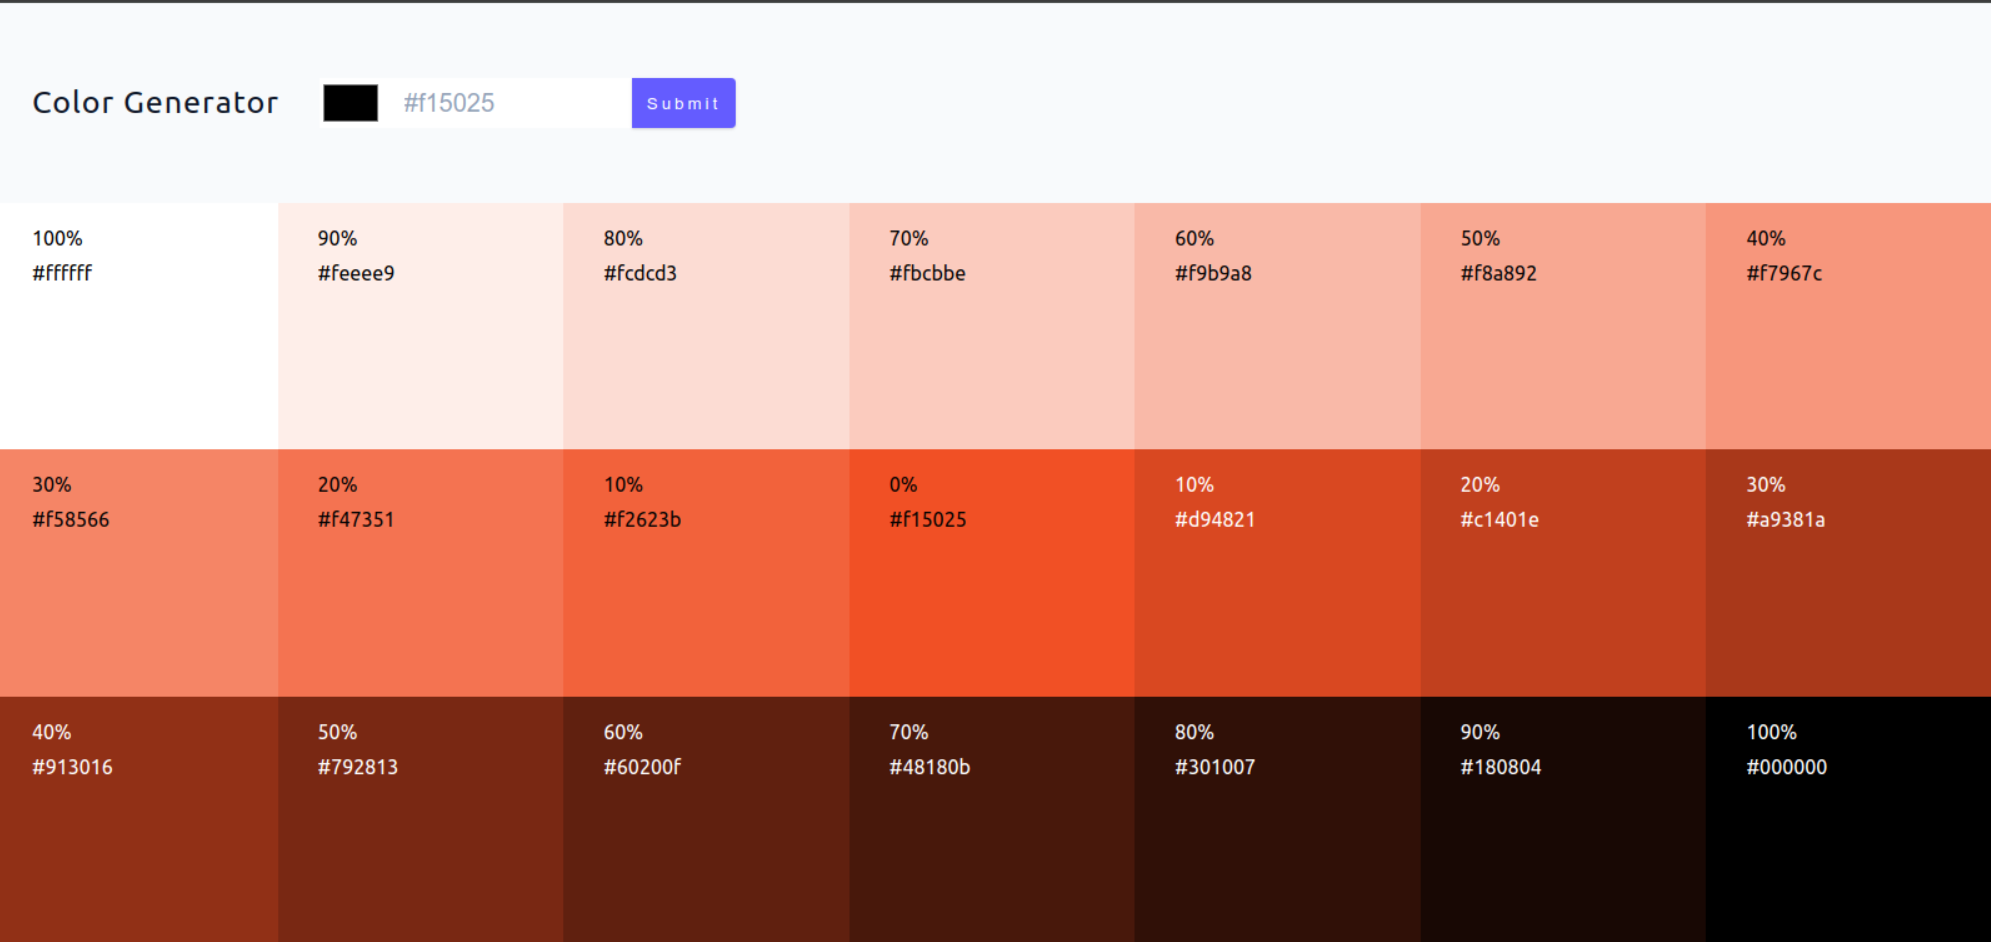 Color Generator
#f15025
Submit
100%
#ffffff
90%
#feeee9
80%
#fcdcd3
70%
#fbcbbe
60%
#f9b9a8
50%
#f8a892
40%
#f7967c
30%
#f58566
20%
#f47351
10%
#f2623b
0%
#f15025
10%
#d94821
20%
#c1401e
30%
#a9381a
40%
#913016
50%
#792813
60%
#60200f
70%
#48180b
80%
#301007
90%
#180804
100%
#000000